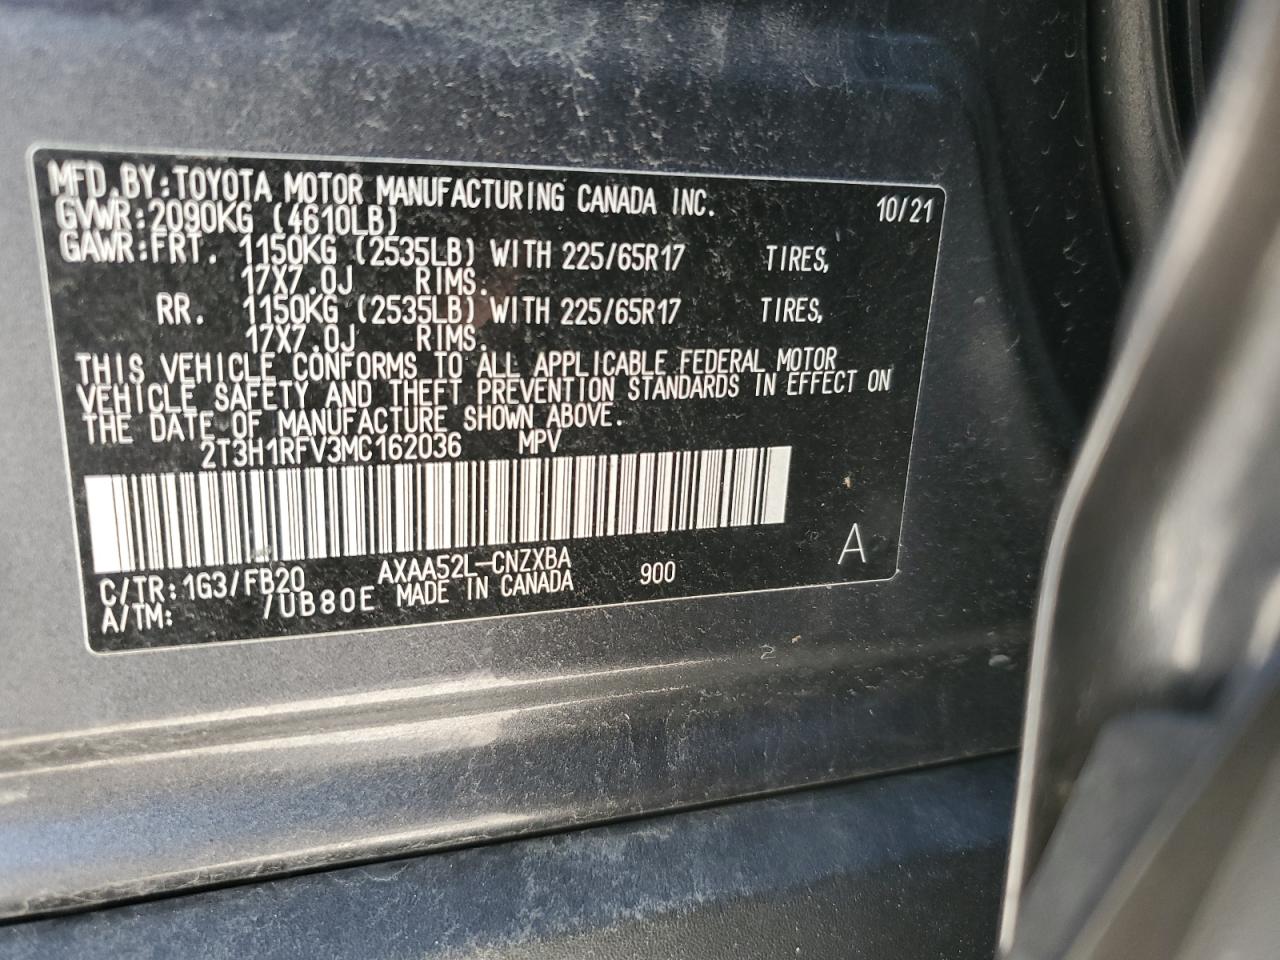 MFD.BY:TOYOTA MOTOR MANUFACTURING CANADA INC. 10/21
GVWR:2090KG (4610LB)
GAWR:FRT. 1150KG (2535LB) WITH 225/65R17 TIRES,
17X7.0J RIMS.
RR. 1150KG (2535LB) WITH 225/65R17 TIRES,
17X7.0J RIMS.
THIS VEHICLE CONFORMS TO ALL APPLICABLE FEDERAL MOTOR
VEHICLE SAFETY AND THEFT PREVENTION STANDARDS IN EFFECT ON
THE DATE OF MANUFACTURE SHOWN ABOVE.
2T3H1RFV3MC162036 MPV
A
C/TR:1G3/FB20 AXAA52L-CNZXBA 900
A/TM: /UB80E MADE IN CANADA